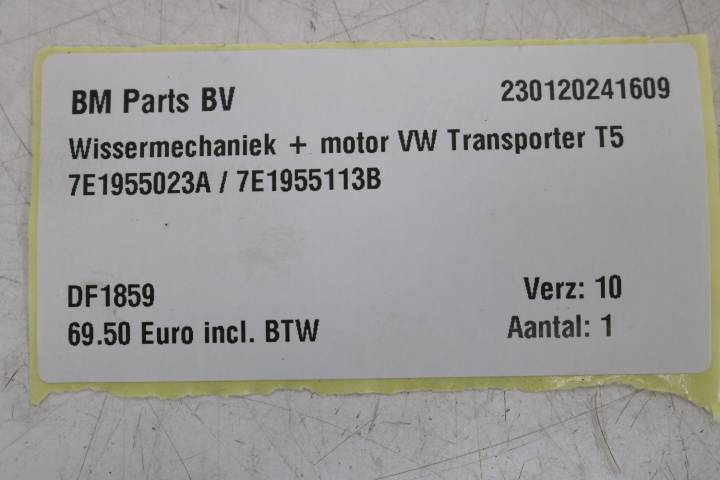 BM Parts BV 230120241609
Wissermechaniek + motor VW Transporter T5
7E1955023A / 7E1955113B
DF1859 Verz: 10
69.50 Euro incl. BTW Aantal: 1